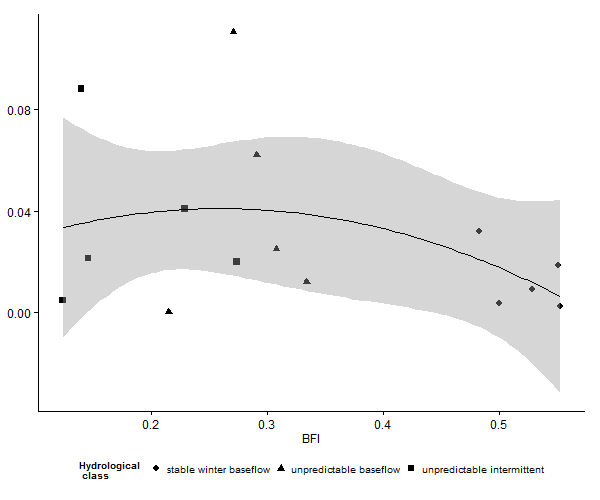 0.08
0.04
0.00
0.2 0.3 0.4 0.5
BFI
Hydrological
class
stable winter baseflow unpredictable baseflow unpredictable intermittent